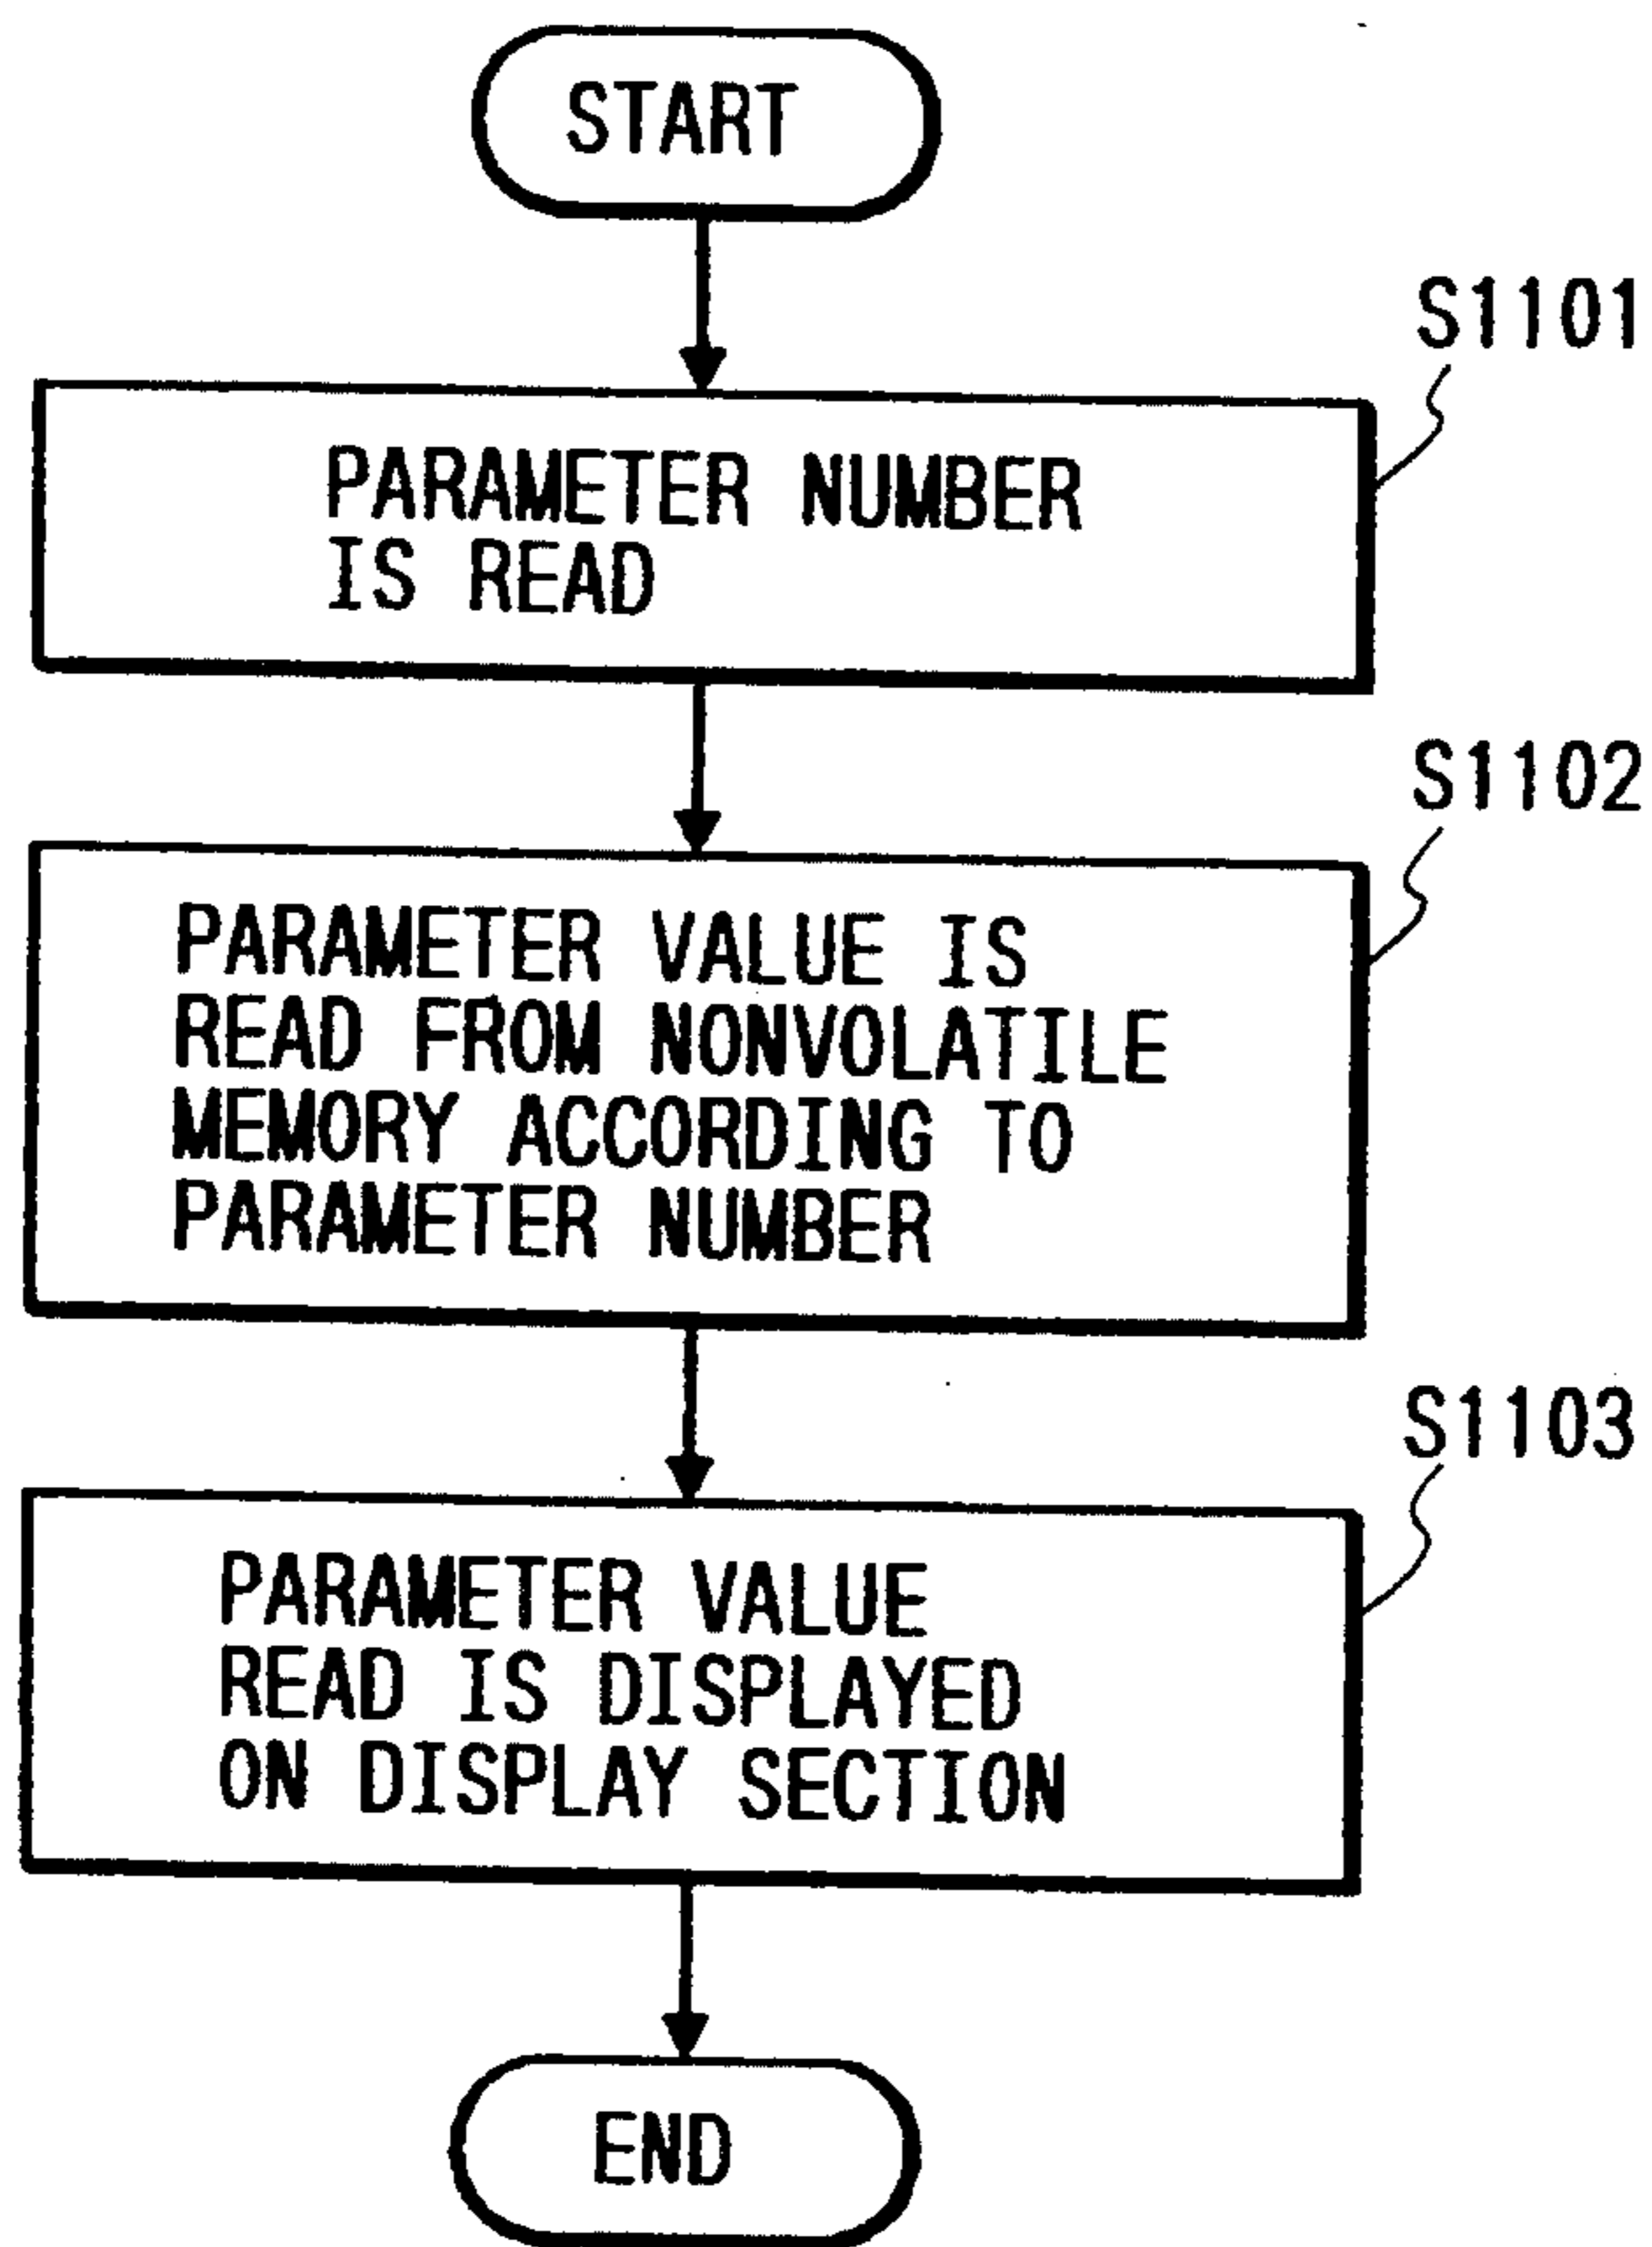 START
S1101
PARAMETER NUMBER
IS READ
S1102
PARAMETER VALUE IS
READ FROM NONVOLATILE
MEMORY ACCORDING TO
PARAMETER NUMBER
S1103
PARAMETER VALUE
READ IS DISPLAYED
ON DISPLAY SECTION
END